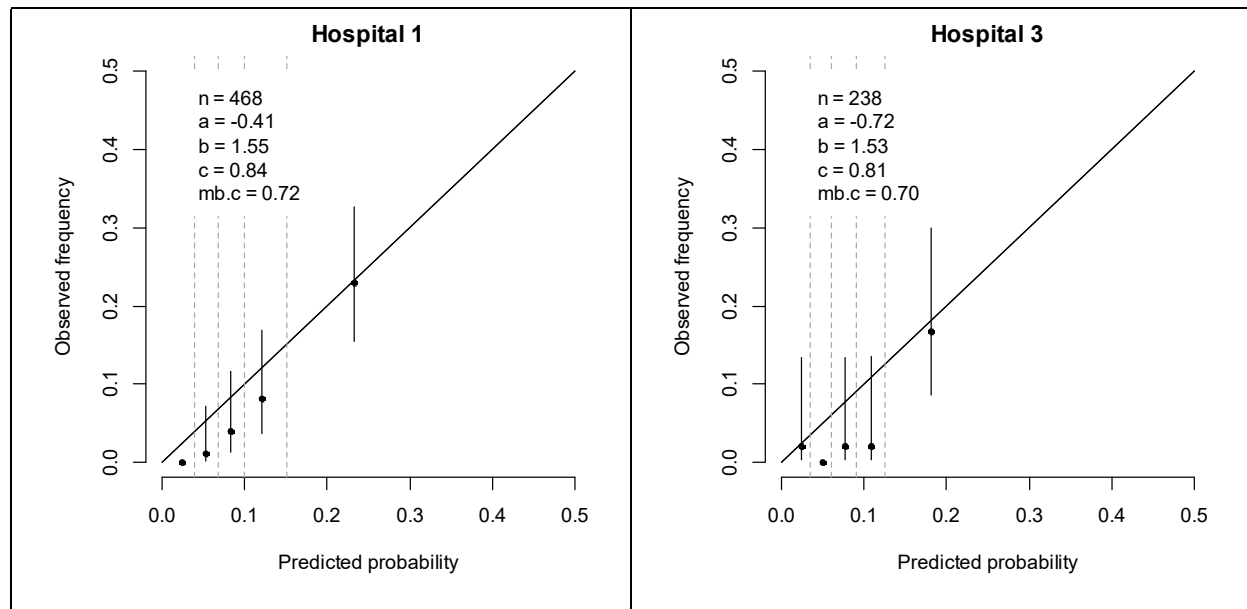 Hospital 1
n = 468
a = -0.41
b = 1.55
c = 0.84
mb.c = 0.72
Observed frequency
0.5
0.4
0.3
0.2
0.1
0.0
0.0 0.1 0.2 0.3 0.4 0.5
Predicted probability
Hospital 3
n = 238
a = -0.72
b = 1.53
c = 0.81
mb.c = 0.70
Observed frequency
0.5
0.4
0.3
0.2
0.1
0.0
0.0 0.1 0.2 0.3 0.4 0.5
Predicted probability